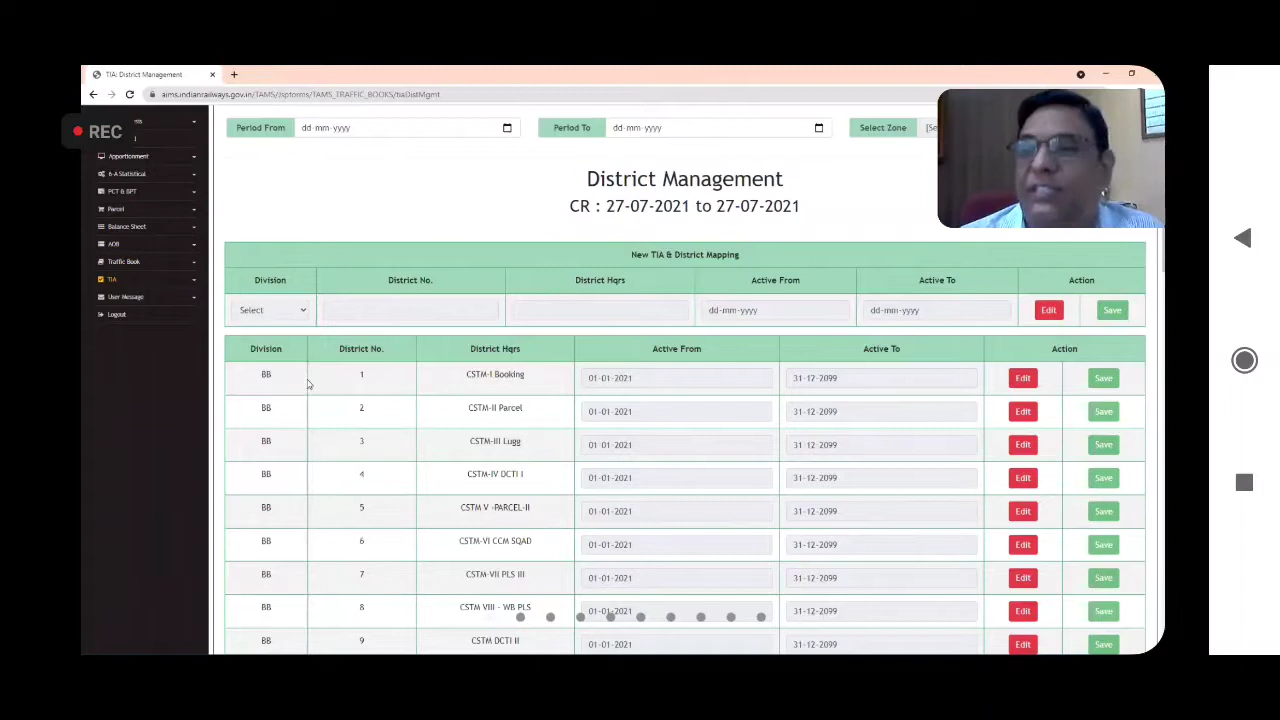 TIA: District Management
aims.indianrailways.gov.in/TAMS/Jspforms/TAMS_TRAFFIC_BOOKS/tiaDistMgmt
REC
Apportionment
6-A Statistical
PCT & BPT
Parcel
Balance Sheet
AOB
Traffic Book
TIA
User Message
Logout
Period From dd-mm-yyyy Period To dd-mm-yyyy Select Zone
District Management
CR : 27-07-2021 to 27-07-2021
New TIA & District Mapping
Division District No. District Hqrs Active From Active To Action
Select dd-mm-yyyy dd-mm-yyyy Edit Save
Division District No. District Hqrs Active From Active To Action
BB 1 CSTM-I Booking 01-01-2021 31-12-2099 Edit Save
BB 2 CSTM-II Parcel 01-01-2021 31-12-2099 Edit Save
BB 3 CSTM-III Lugg 01-01-2021 31-12-2099 Edit Save
BB 4 CSTM-IV DCTI I 01-01-2021 31-12-2099 Edit Save
BB 5 CSTM V -PARCEL-II 01-01-2021 31-12-2099 Edit Save
BB 6 CSTM-VI CCM SQAD 01-01-2021 31-12-2099 Edit Save
BB 7 CSTM-VII PLS III 01-01-2021 31-12-2099 Edit Save
BB 8 CSTM VIII - WB PLS 01-01-2021 31-12-2099 Edit Save
BB 9 CSTM DCTI II 01-01-2021 31-12-2099 Edit Save